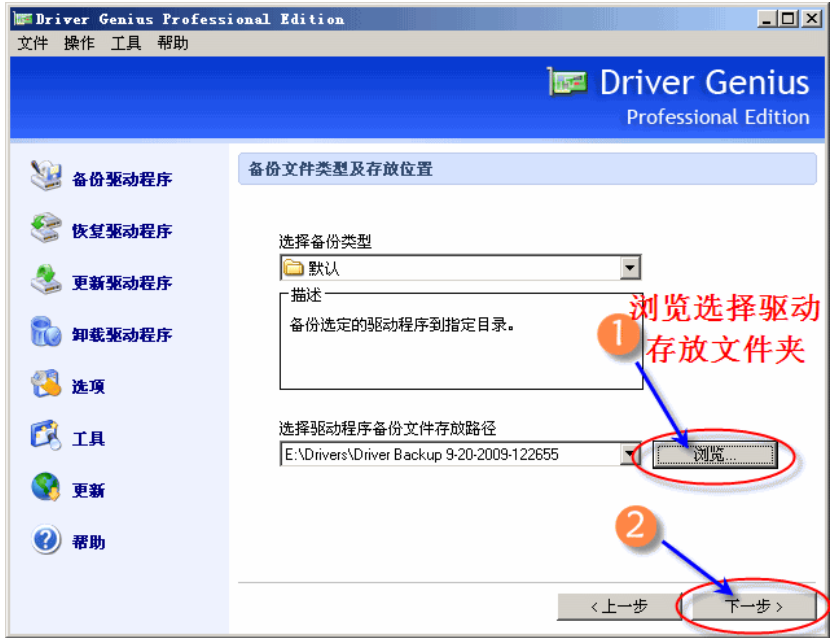 Driver Genius Professional Edition
文件 操作 工具 帮助
Driver Genius
Professional Edition
备份驱动程序
恢复驱动程序
更新驱动程序
卸载驱动程序
选项
工具
更新
帮助
备份文件类型及存放位置
选择备份类型
默认
描述
备份选定的驱动程序到指定目录。
浏览选择驱动
存放文件夹
1
选择驱动程序备份文件存放路径
E:\Drivers\Driver Backup 9-20-2009-122655
浏览...
2
<上一步
下一步>